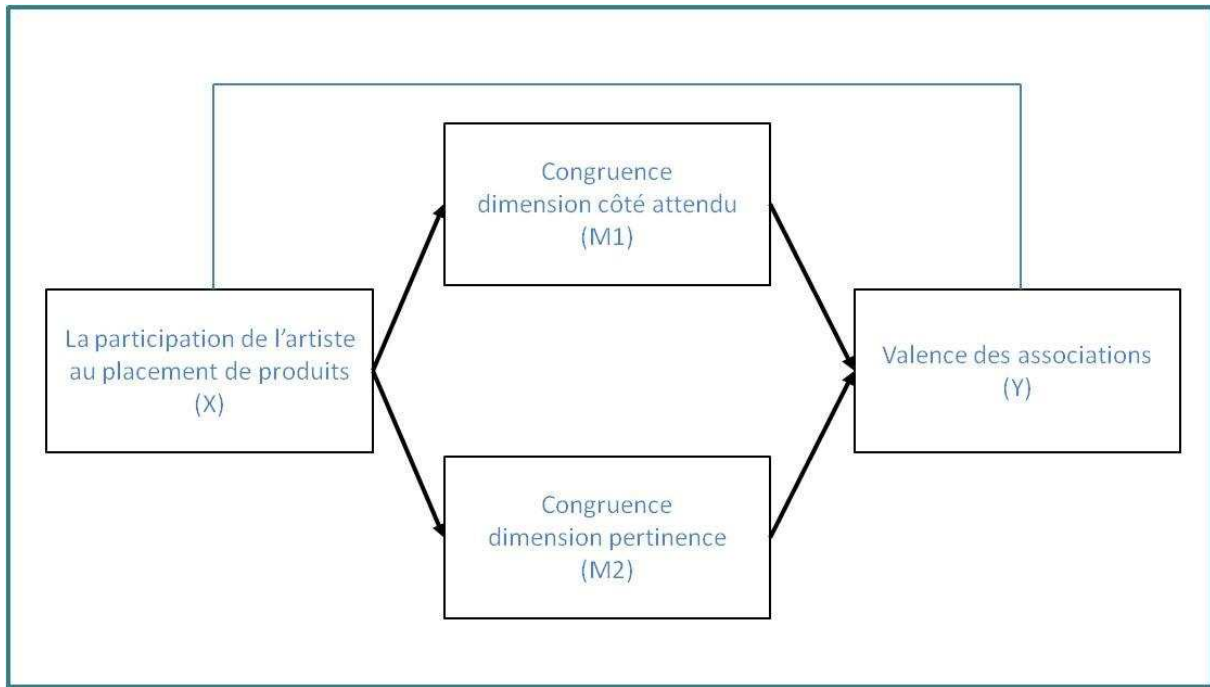 Congruence
dimension côté attendu
(M1)
La participation de l’artiste
au placement de produits
(X)
Valence des associations
(Y)
Congruence
dimension pertinence
(M2)